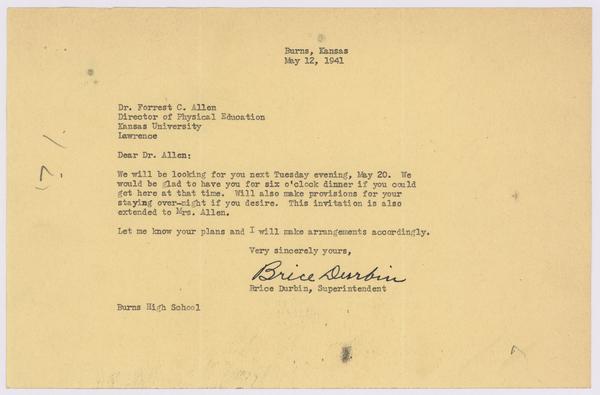 Burns, Kansas
May 12, 1941
Dr. Forrest C. Allen
Director of Physical Education
Kansas University
Lawrence
Dear Dr. Allen:
We will be looking for you next Tuesday evening, May 20. We
would be glad to have you for six o'clock dinner if you could
get here at that time. Will also make provisions for your
staying over-night if you desire. This invitation is also
extended to Mrs. Allen.
Let me know your plans and I will make arrangements accordingly.
Very sincerely yours,
Brice Durbin
Brice Durbin, Superintendent
Burns High School